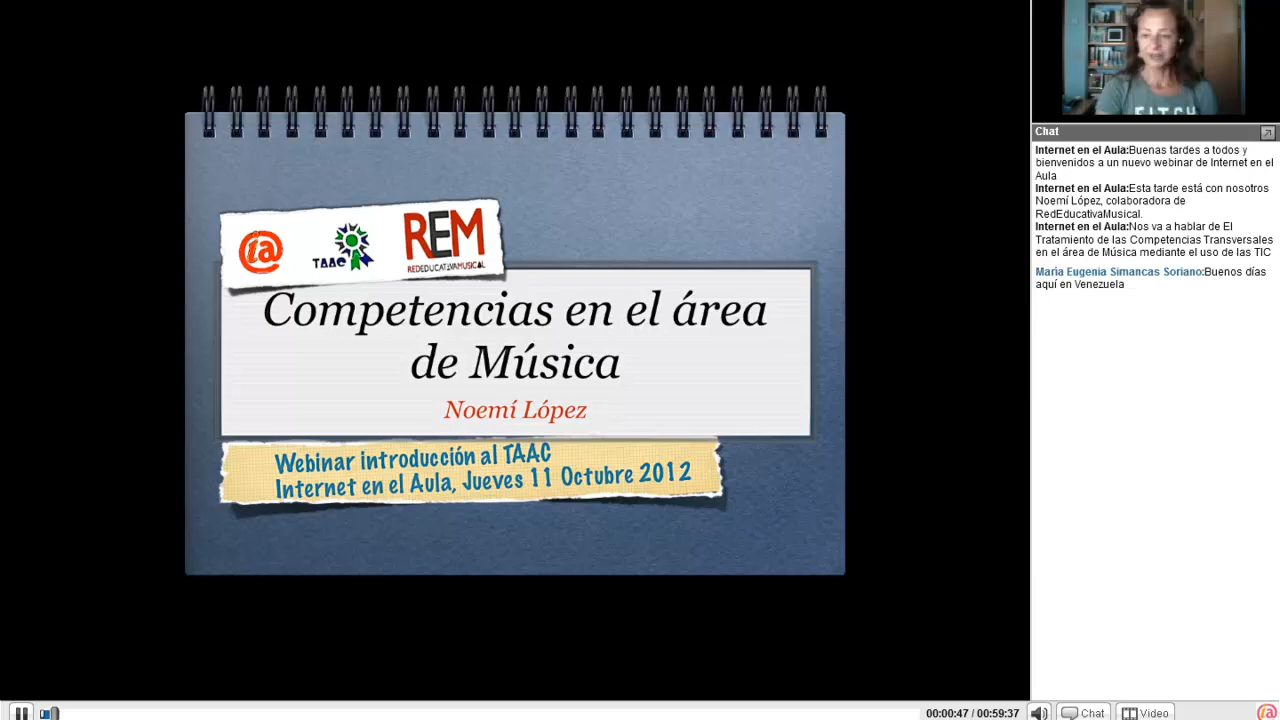 ia
TAAC
REM
REDEDUCATIVAMUSICAL
Competencias en el área
de Música
Noemí López
Webinar introducción al TAAC
Internet en el Aula, Jueves 11 Octubre 2012
FITCH
Chat
Internet en el Aula:Buenas tardes a todos y
bienvenidos a un nuevo webinar de Internet en el
Aula
Internet en el Aula:Esta tarde está con nosotros
Noemí López, colaboradora de
RedEducativaMusical.
Internet en el Aula:Nos va a hablar de El
Tratamiento de las Competencias Transversales
en el área de Música mediante el uso de las TIC
Maria Eugenia Simancas Soriano:Buenos días
aquí en Venezuela
00:00:47 / 00:59:37
Chat
Video